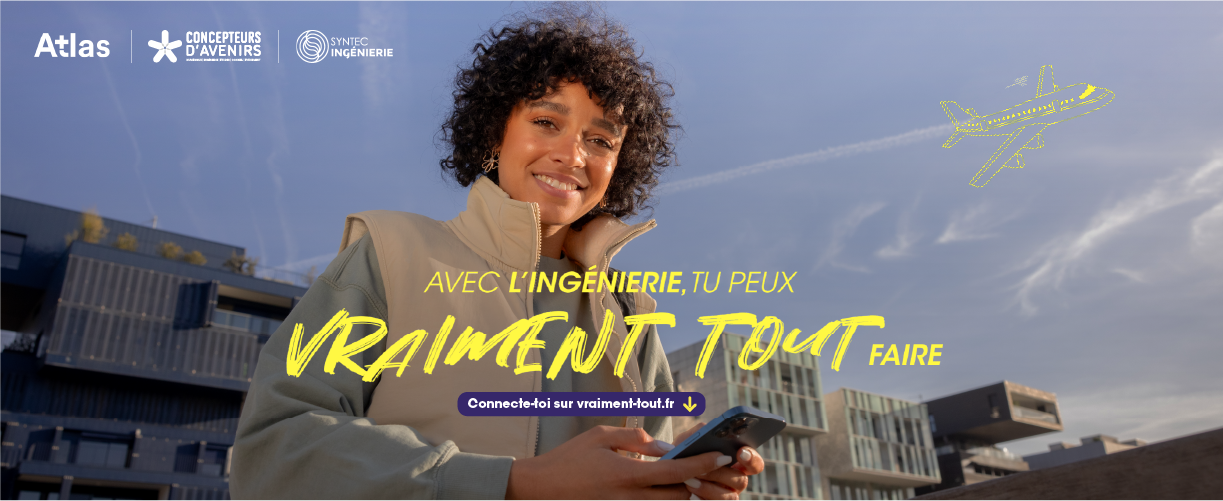 Atlas
CONCEPTEURS
D'AVENIRS
SYNTEC
INGÉNIERIE
AVEC L'INGÉNIERIE, TU PEUX
VRAIMENT TOUT FAIRE
Connecte-toi sur vraiment-tout.fr